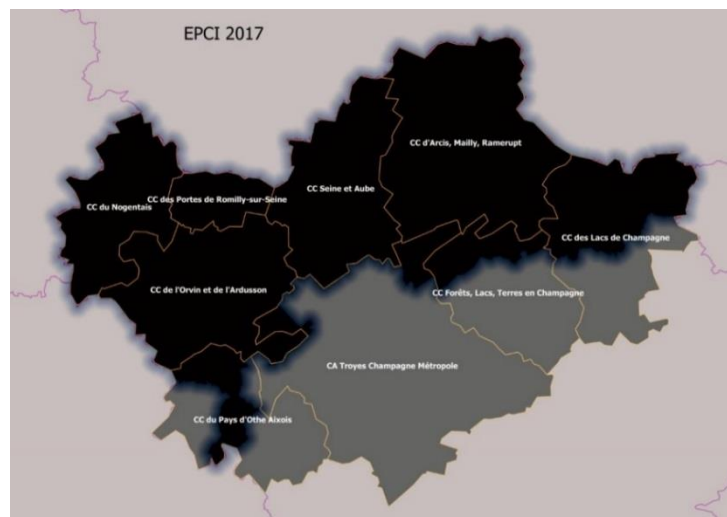 EPCI 2017
CC d'Arcis, Mailly, Ramerupt
CC des Portes de Romilly-sur-Seine
CC Seine et Aube
CC du Nogentais
CC des Lacs de Champagne
CC de l'Orvin et de l'Ardusson
CC Forêts, Lacs, Terres en Champagne
CA Troyes Champagne Métropole
CC du Pays d'Othe Aixois